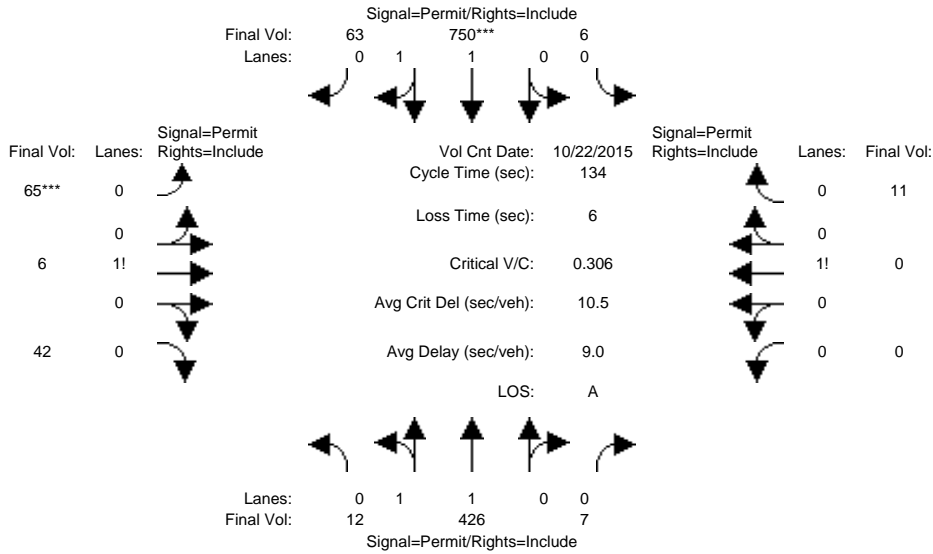 Signal=Permit/Rights=Include
Final Vol: 63 750*** 6
Lanes: 0 1 1 0 0
Signal=Permit
Final Vol: Lanes: Rights=Include
Vol Cnt Date: 10/22/2015
Signal=Permit
Rights=Include Lanes: Final Vol:
Cycle Time (sec): 134
65*** 0
0 11
Loss Time (sec): 6
0
0
6 1!
Critical V/C: 0.306
1! 0
0
Avg Crit Del (sec/veh): 10.5
0
42 0
Avg Delay (sec/veh): 9.0
0 0
LOS: A
Lanes: 0 1 1 0 0
Final Vol: 12 426 7
Signal=Permit/Rights=Include